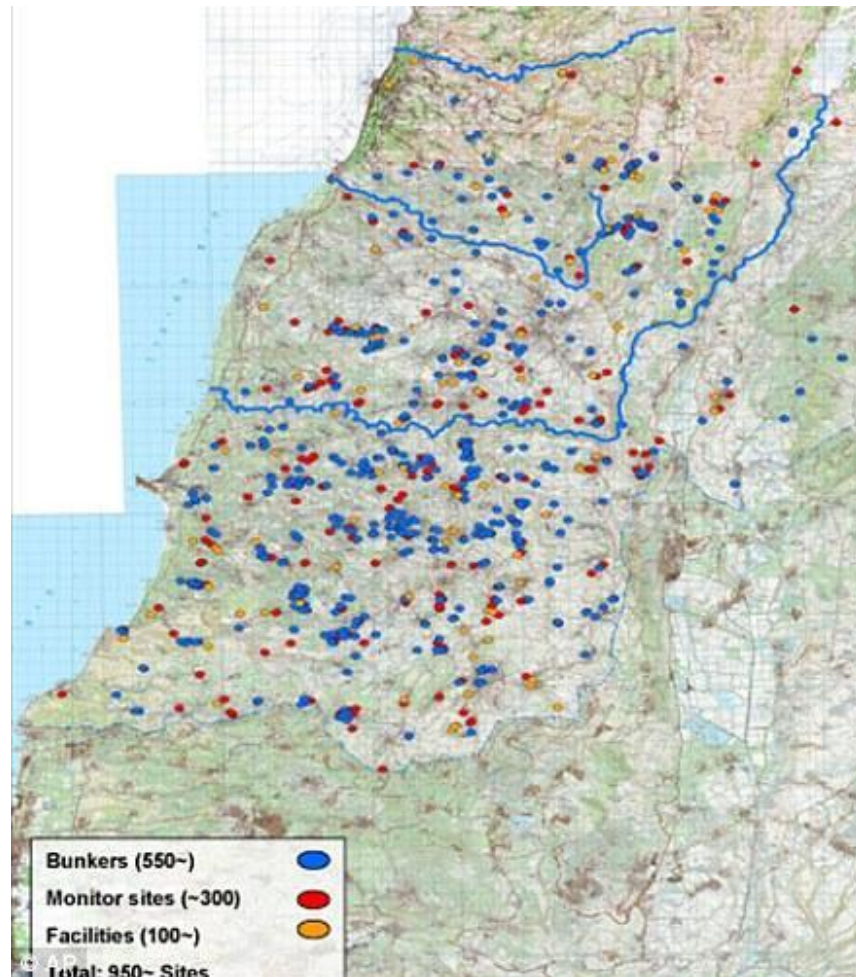 Bunkers (550~)
Monitor sites (~300)
Facilities (100~)
© AP
Total: 950~ Sites